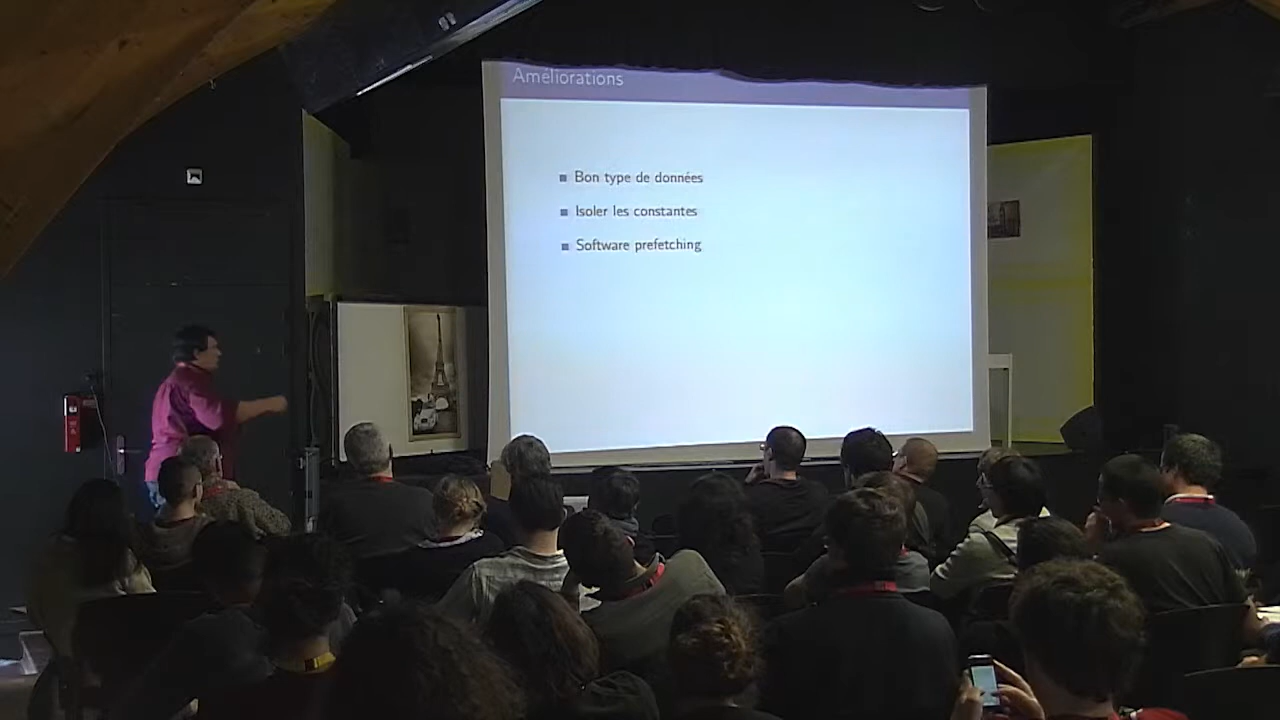 Améliorations
Bon type de données
Isoler les constantes
Software prefetching